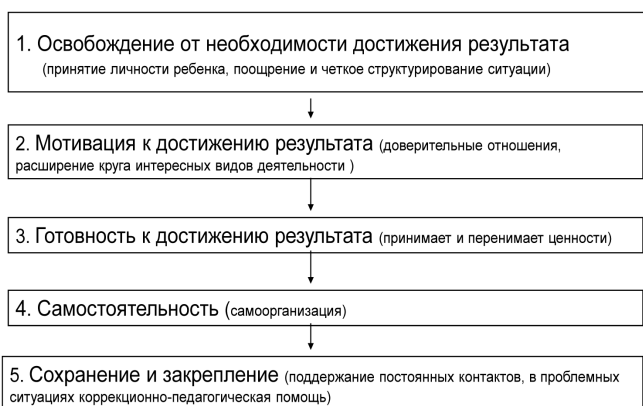 1. Освобождение от необходимости достижения результата
(принятие личности ребенка, поощрение и четкое структурирование ситуации)
2. Мотивация к достижению результата (доверительные отношения,
расширение круга интересных видов деятельности )
3. Готовность к достижению результата (принимает и перенимает ценности)
4. Самостоятельность (самоорганизация)
5. Сохранение и закрепление (поддержание постоянных контактов, в проблемных
ситуациях коррекционно-педагогическая помощь)